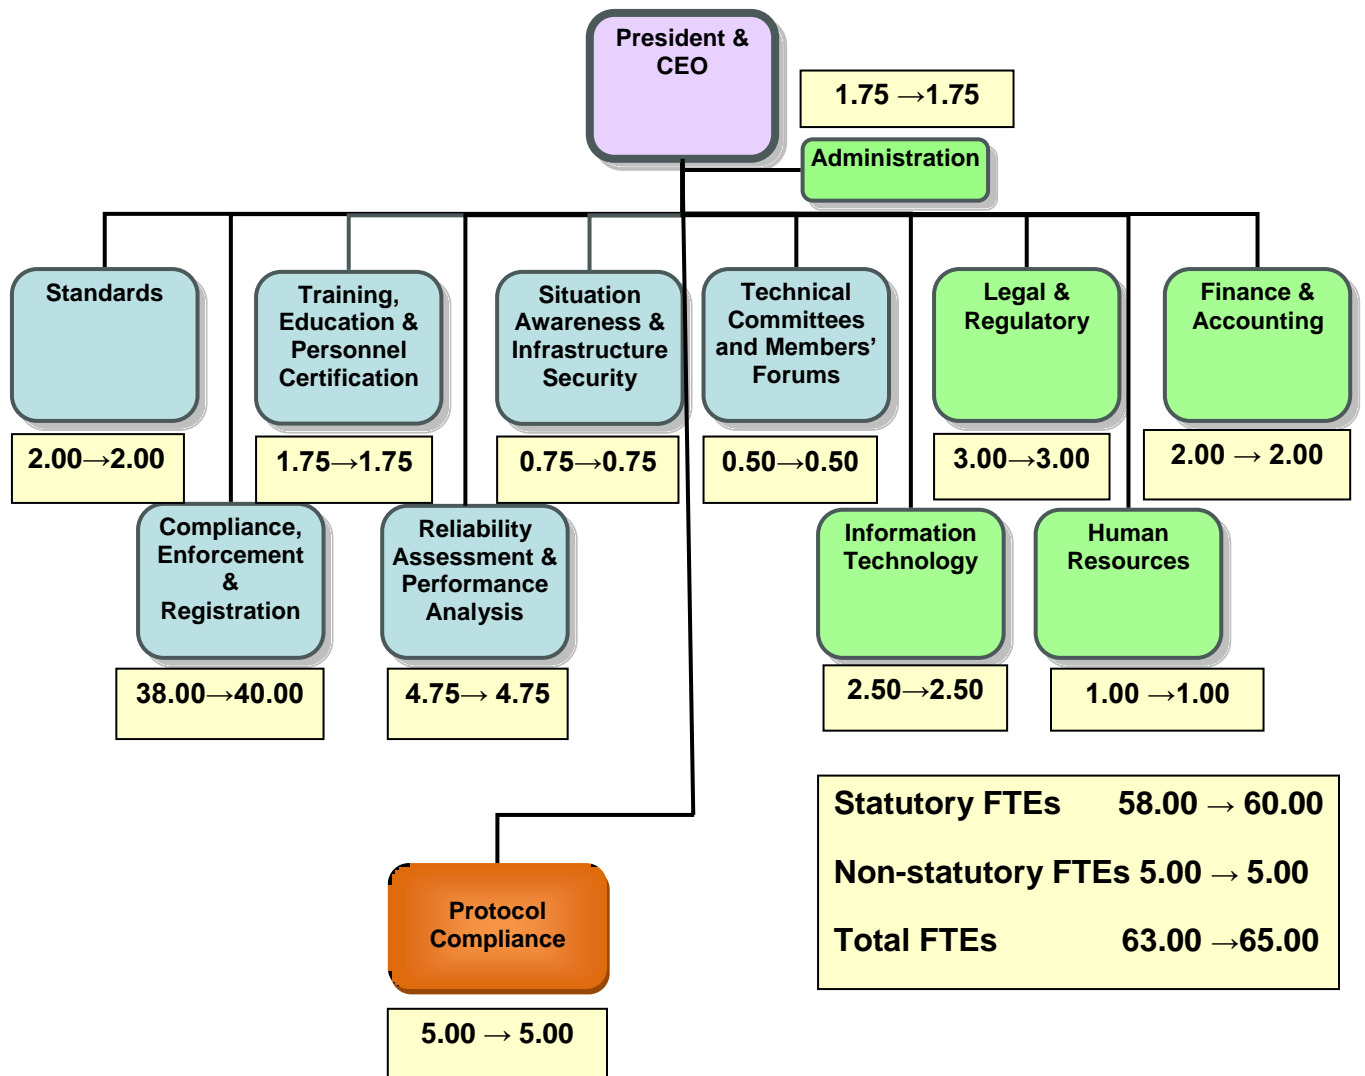 President &
CEO
1.75 →1.75
Administration
Standards
Training,
Education &
Personnel
Certification
Situation
Awareness &
Infrastructure
Security
Technical
Committees
and Members’
Forums
Legal &
Regulatory
Finance &
Accounting
2.00→2.00
1.75→1.75
0.75→0.75
0.50→0.50
3.00→3.00
2.00 → 2.00
Compliance,
Enforcement
&
Registration
Reliability
Assessment &
Performance
Analysis
Information
Technology
Human
Resources
38.00→40.00
4.75→ 4.75
2.50→2.50
1.00 →1.00
Statutory FTEs 58.00 → 60.00
Non-statutory FTEs 5.00 → 5.00
Total FTEs 63.00 →65.00
Protocol
Compliance
5.00 → 5.00